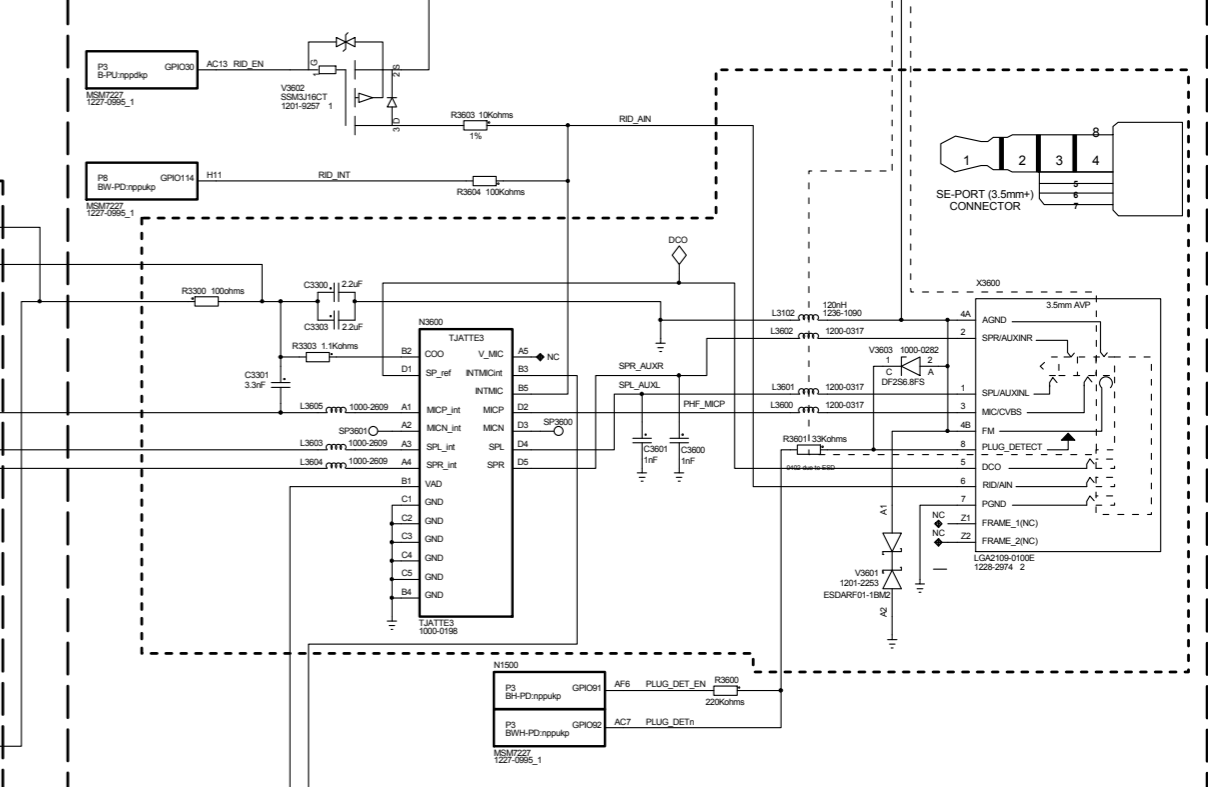 P3
B-PU:nppdkp
GPIO30
AC13 RID_EN
MSM7227
1227-0995_1
1 G
2 S
3 D
V3602
SSM3J16CT
1201-9257 1
R3603 10Kohms
1%
RID_AIN
P8
BW-PD:nppukp
GPIO114
H11
RID_INT
MSM7227
1227-0995_1
R3604 100Kohms
8
1
2
3
4
5
6
7
SE-PORT (3.5mm+)
CONNECTOR
DCO
R3300 100ohms
C3300
2.2uF
C3303
2.2uF
R3303 1.1Kohms
C3301
3.3nF
N3600
TJATTE3
B2
COO
V_MIC
A5
NC
D1
SP_ref
INTMICint
B3
INTMIC
B5
L3605
1000-2609
A1
MICP_int
MICP
D2
SP3601
A2
MICN_int
MICN
D3
SP3600
L3603
1000-2609
A3
SPL_int
SPL
D4
L3604
1000-2609
A4
SPR_int
SPR
D5
B1
VAD
C1
GND
C2
GND
C3
GND
C4
GND
C5
GND
B4
GND
TJATTE3
1000-0198
SPR_AUXR
SPL_AUXL
PHF_MICP
C3601
1nF
C3600
1nF
L3102
120nH
1236-1090
L3602
1200-0317
V3603 1000-0282
1
2
C
A
DF2S6.8FS
L3601
1200-0317
L3600
1200-0317
R3601 33Kohms
0402 due to ESD
X3600
3.5mm AVP
4A
AGND
2
SPR/AUXINR
1
SPL/AUXINL
3
MIC/CVBS
4B
FM
8
PLUG_DETECT
5
DCO
6
RID/AIN
7
PGND
NC
Z1
FRAME_1(NC)
NC
Z2
FRAME_2(NC)
LGA2109-0100E
1228-2974 2
A1
V3601
1201-2253
ESDARF01-1BM2
A2
N1500
P3
BH-PD:nppukp
GPIO91
AF6
PLUG_DET_EN
R3600
220Kohms
P3
BWH-PD:nppukp
GPIO92
AC7
PLUG_DETn
MSM7227
1227-0995_1